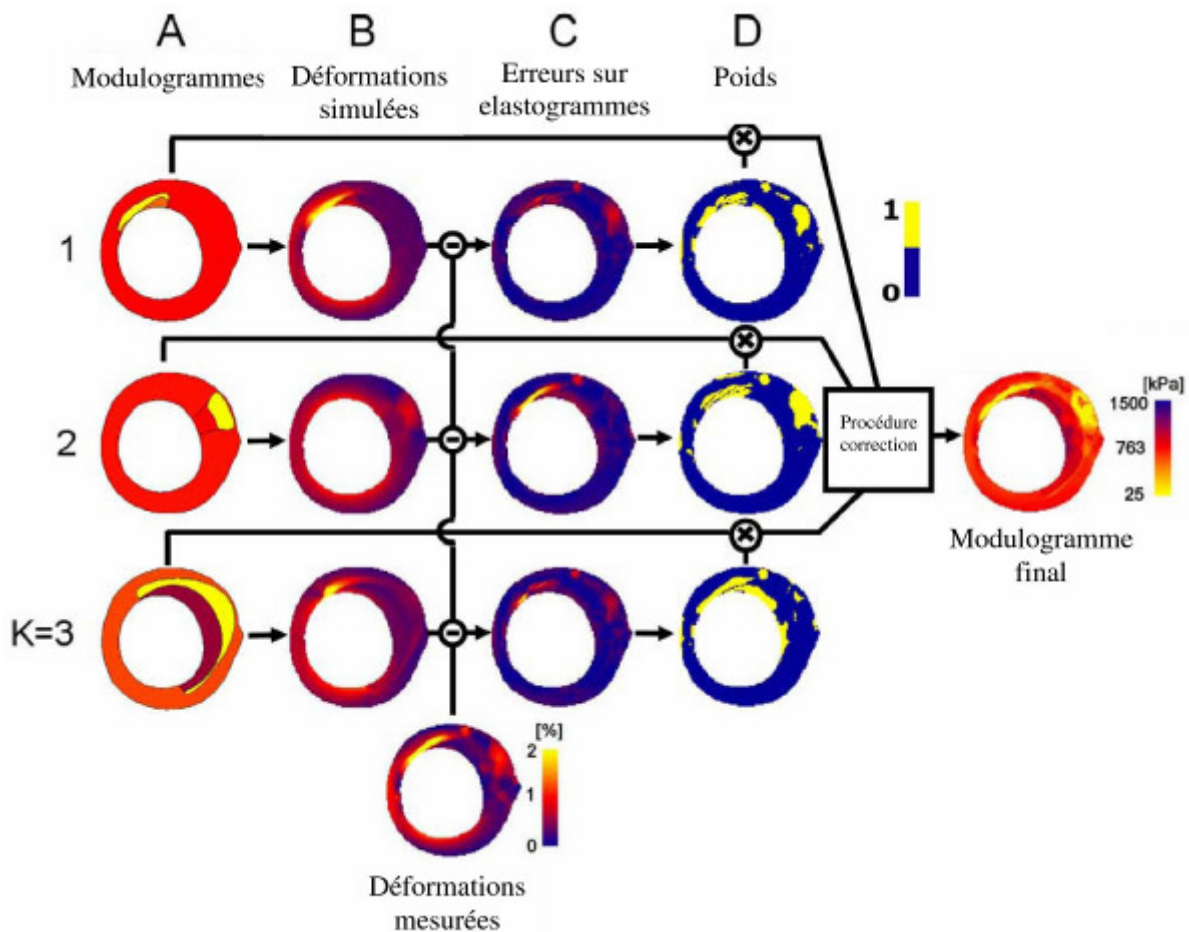 A
B
C
D
Modulogrammes
Déformations
simulées
Erreurs sur
elastogrammes
Poids
1
1
0
2
Procédure
correction
[kPa]
1500
763
25
Modulogramme
final
K=3
[%]
2
1
0
Déformations
mesurées